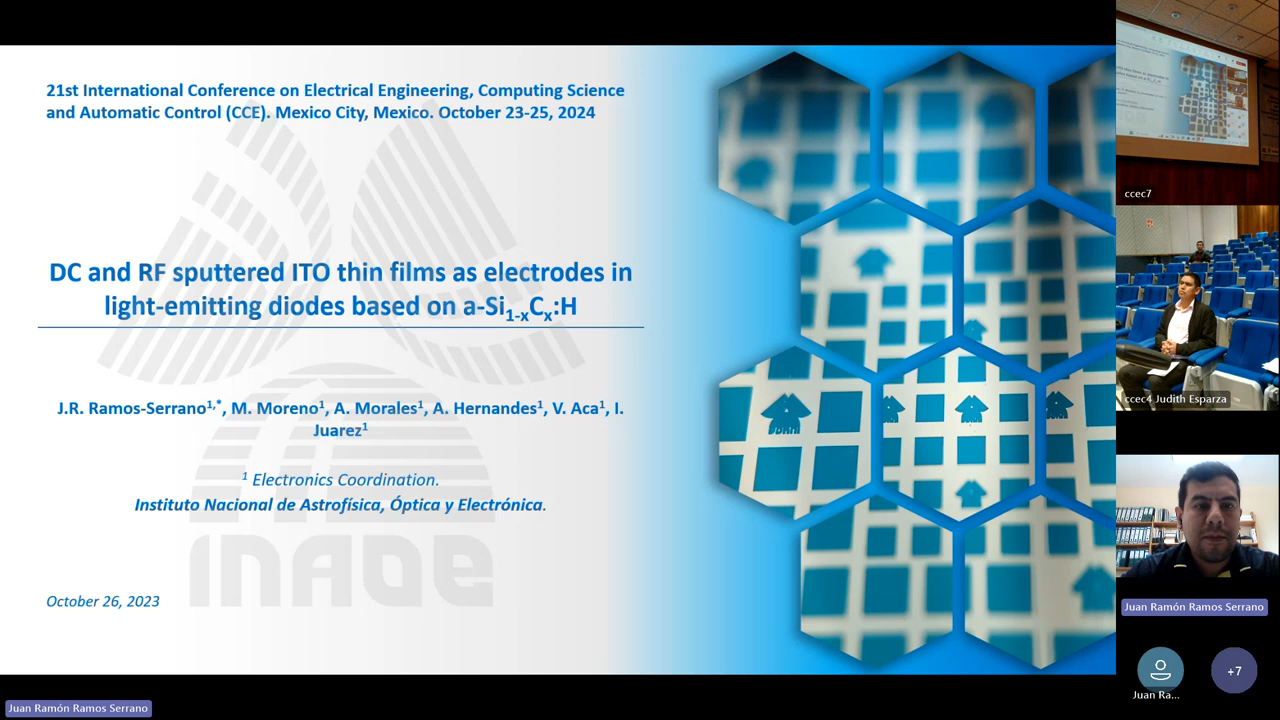 21st International Conference on Electrical Engineering, Computing Science
and Automatic Control (CCE). Mexico City, Mexico. October 23-25, 2024
DC and RF sputtered ITO thin films as electrodes in
light-emitting diodes based on a-Si1-xCx:H
J.R. Ramos-Serrano1,*, M. Moreno1, A. Morales1, A. Hernandes1, V. Aca1, I.
Juarez1
1 Electronics Coordination.
Instituto Nacional de Astrofísica, Óptica y Electrónica.
INAOE
October 26, 2023
ccec7
ccec4 Judith Esparza
Juan Ramón Ramos Serrano
Juan Ra...
+7
Juan Ramón Ramos Serrano